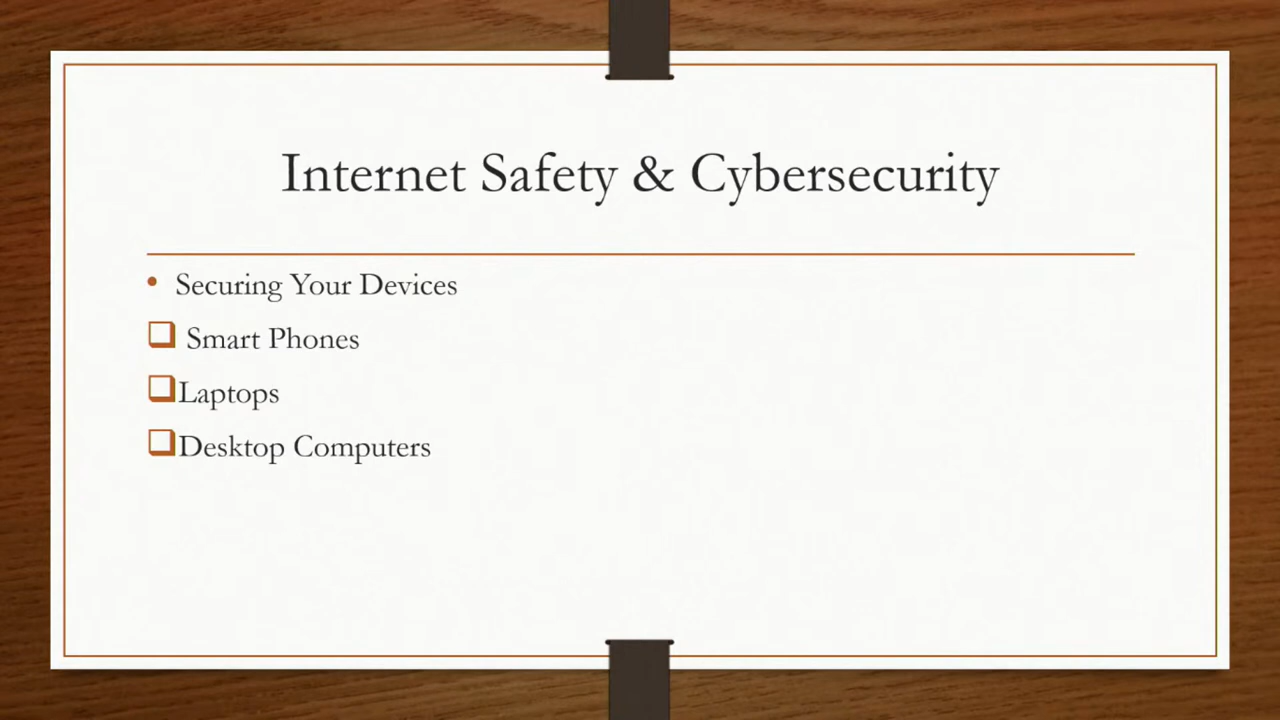 Internet Safety & Cybersecurity
• Securing Your Devices
❑ Smart Phones
❑Laptops
❑Desktop Computers